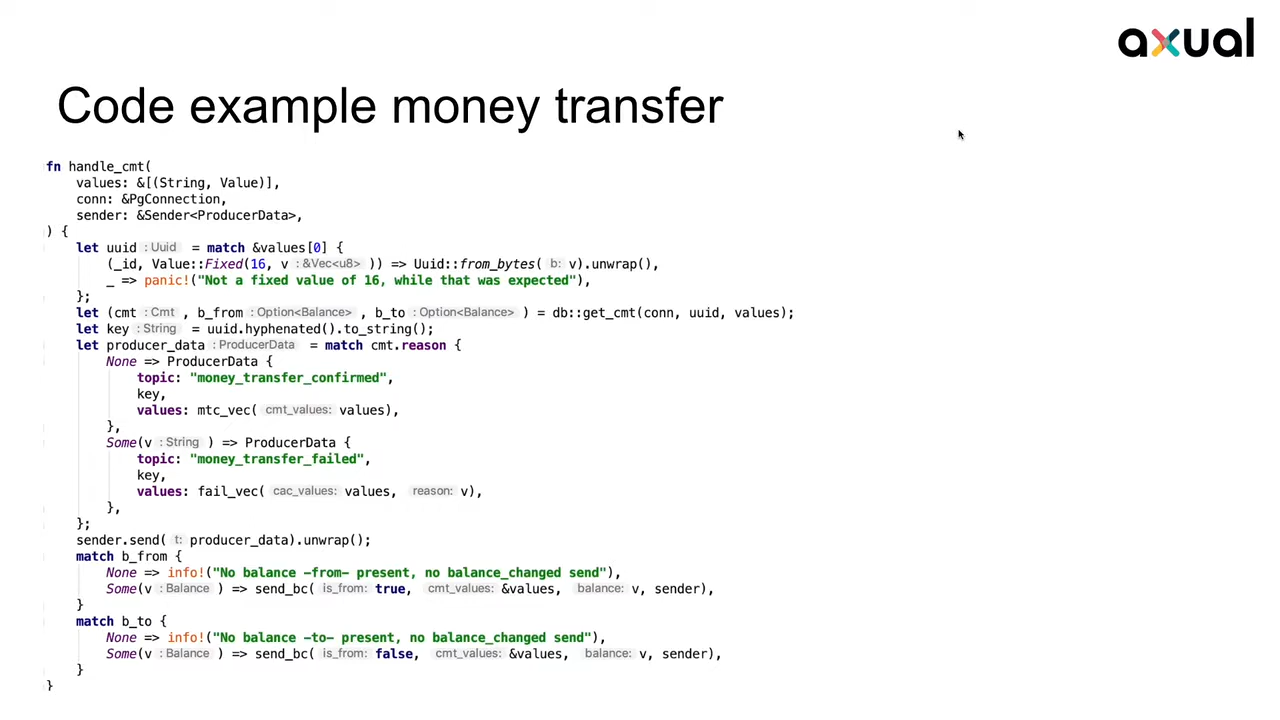 axual
Code example money transfer
fn handle_cmt(
    values: &[(String, Value)],
    conn: &PgConnection,
    sender: &Sender<ProducerData>,
) {
    let uuid : Uuid = match &values[0] {
        (_id, Value::Fixed(16, v : &Vec<u8> )) => Uuid::from_bytes( b: v).unwrap(),
        _ => panic!("Not a fixed value of 16, while that was expected"),
    };
    let (cmt : Cmt , b_from : Option<Balance> , b_to : Option<Balance> ) = db::get_cmt(conn, uuid, values);
    let key : String = uuid.hyphenated().to_string();
    let producer_data : ProducerData = match cmt.reason {
        None => ProducerData {
            topic: "money_transfer_confirmed",
            key,
            values: mtc_vec( cmt_values: values),
        },
        Some(v : String ) => ProducerData {
            topic: "money_transfer_failed",
            key,
            values: fail_vec( cac_values: values, reason: v),
        },
    };
    sender.send( t: producer_data).unwrap();
    match b_from {
        None => info!("No balance -from- present, no balance_changed send"),
        Some(v : Balance ) => send_bc( is_from: true, cmt_values: &values, balance: v, sender),
    }
    match b_to {
        None => info!("No balance -to- present, no balance_changed send"),
        Some(v : Balance ) => send_bc( is_from: false, cmt_values: &values, balance: v, sender),
    }
}